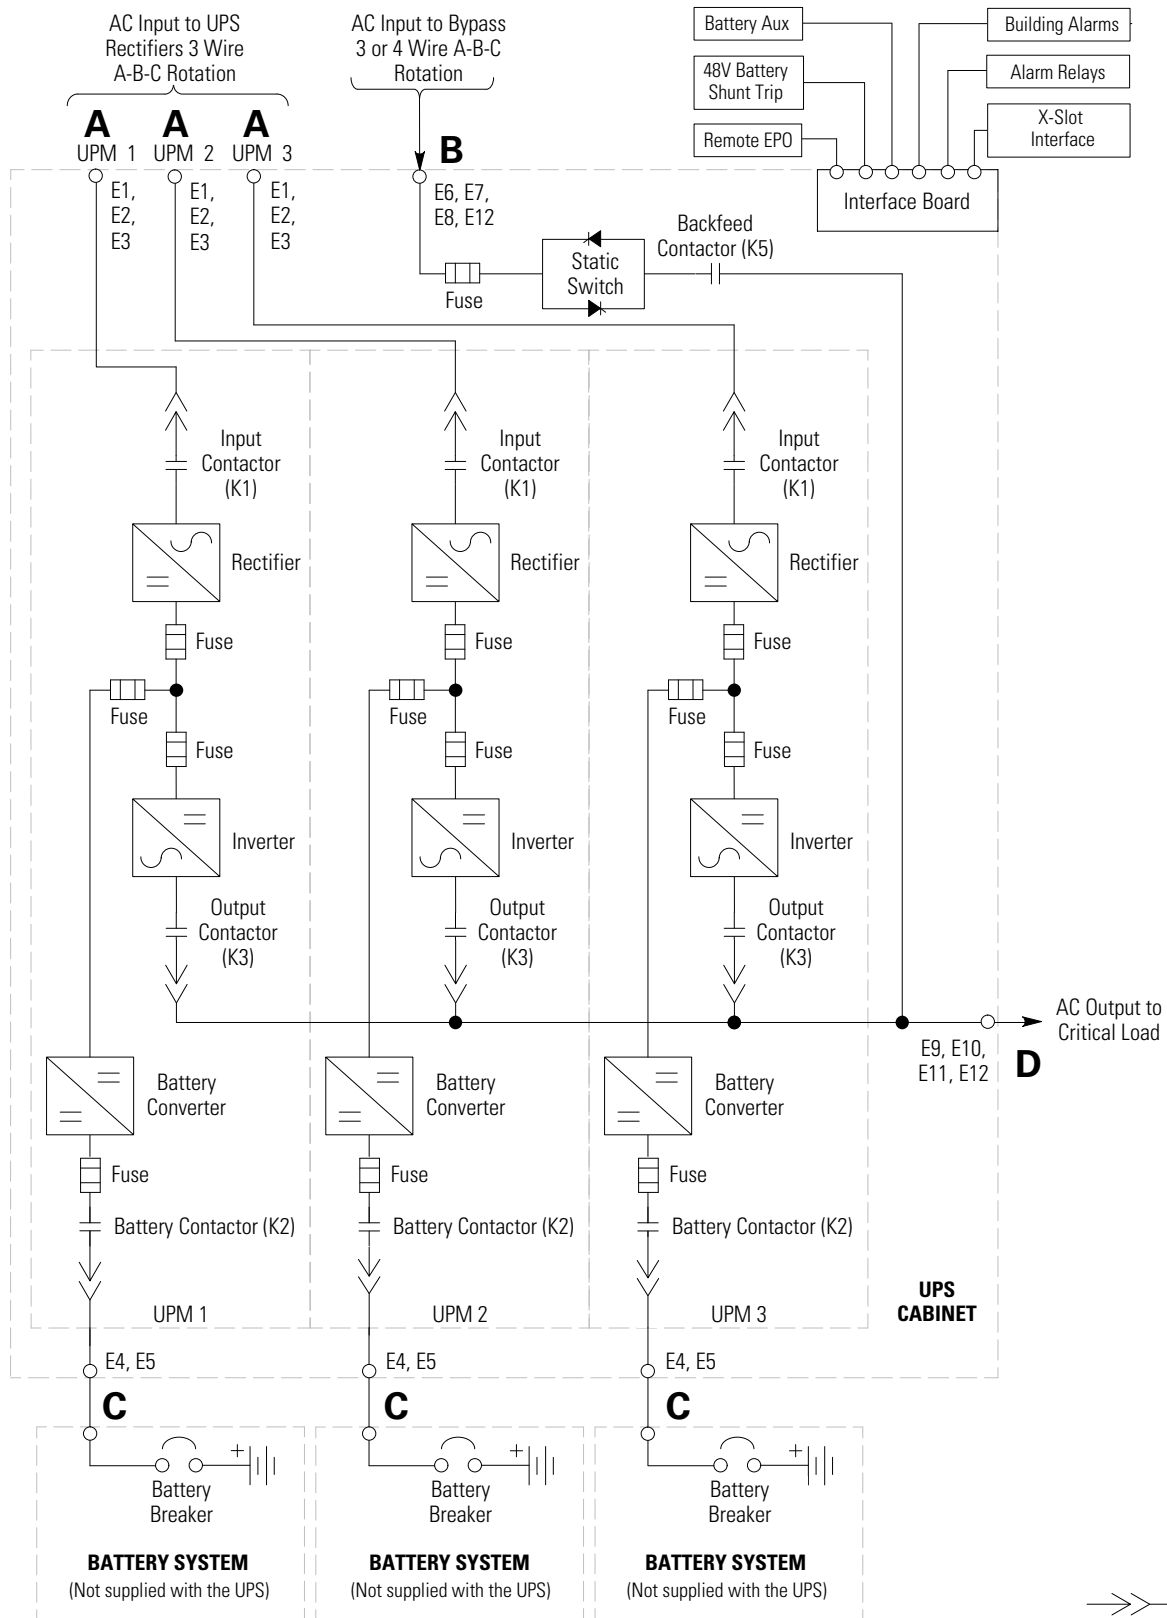 AC Input to UPS
Rectifiers 3 Wire
A-B-C Rotation
AC Input to Bypass
3 or 4 Wire A-B-C
Rotation
Battery Aux
48V Battery
Shunt Trip
Remote EPO
Building Alarms
Alarm Relays
X-Slot
Interface
Interface Board
A
UPM 1
A
UPM 2
A
UPM 3
B
E1,
E2,
E3
E1,
E2,
E3
E1,
E2,
E3
E6, E7,
E8, E12
Fuse
Static
Switch
Backfeed
Contactor (K5)
Input
Contactor
(K1)
Input
Contactor
(K1)
Input
Contactor
(K1)
Rectifier
Rectifier
Rectifier
Fuse
Fuse
Fuse
Fuse
Fuse
Fuse
Fuse
Fuse
Fuse
Inverter
Inverter
Inverter
Output
Contactor
(K3)
Output
Contactor
(K3)
Output
Contactor
(K3)
AC Output to
Critical Load
E9, E10,
E11, E12
D
Battery
Converter
Battery
Converter
Battery
Converter
Fuse
Fuse
Fuse
Battery Contactor (K2)
Battery Contactor (K2)
Battery Contactor (K2)
UPM 1
UPM 2
UPM 3
UPS
CABINET
E4, E5
E4, E5
E4, E5
C
C
C
+
+
+
Battery
Breaker
Battery
Breaker
Battery
Breaker
BATTERY SYSTEM
(Not supplied with the UPS)
BATTERY SYSTEM
(Not supplied with the UPS)
BATTERY SYSTEM
(Not supplied with the UPS)